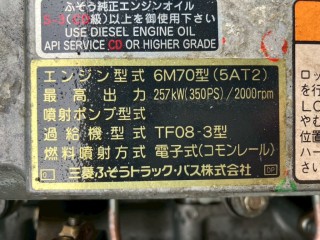 ふそう純正エンジンオイル
級)以上を御使用下さい
USE DIESEL ENGINE OIL
API SERVICE CD OR HIGHER GRADE
エンジン型式 6M70型(5AT2)
最高出力 257kW(350PS)/2000rpm
噴射ポンプ型式
過給機型式 TF08-3型
燃料噴射方式 電子式(コモンレール)
三菱ふそうトラック・バス株式会社